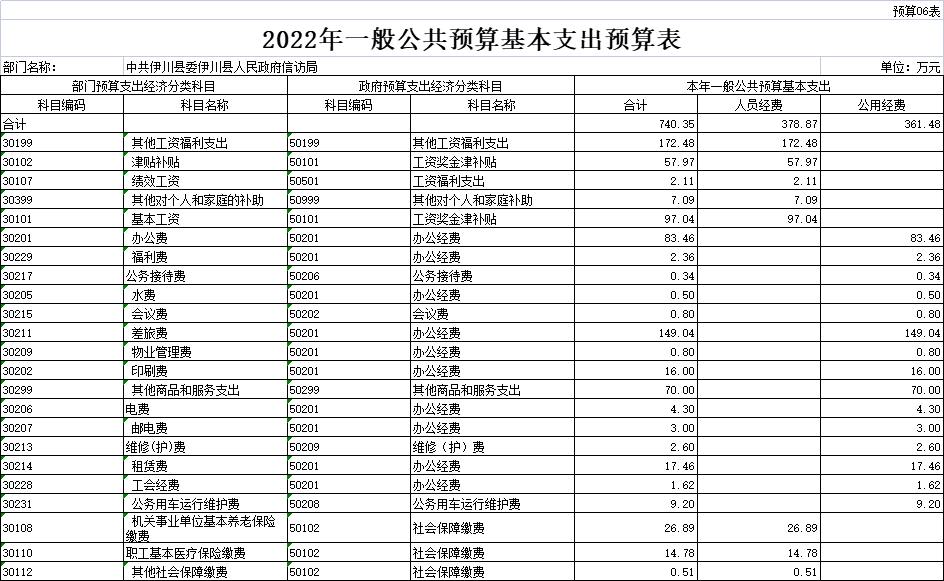 预算06表
2022年一般公共预算基本支出预算表
部门名称： 中共伊川县委伊川县人民政府信访局 单位：万元
部门预算支出经济分类科目 政府预算支出经济分类科目 本年一般公共预算基本支出
科目编码 科目名称 科目编码 科目名称 合计 人员经费 公用经费
合计 740.35 378.87 361.48
30199 其他工资福利支出 50199 其他工资福利支出 172.48 172.48
30102 津贴补贴 50101 工资奖金津补贴 57.97 57.97
30107 绩效工资 50501 工资福利支出 2.11 2.11
30399 其他对个人和家庭的补助 50999 其他对个人和家庭补助 7.09 7.09
30101 基本工资 50101 工资奖金津补贴 97.04 97.04
30201 办公费 50201 办公经费 83.46 83.46
30229 福利费 50201 办公经费 2.36 2.36
30217 公务接待费 50206 公务接待费 0.34 0.34
30205 水费 50201 办公经费 0.50 0.50
30215 会议费 50202 会议费 0.80 0.80
30211 差旅费 50201 办公经费 149.04 149.04
30209 物业管理费 50201 办公经费 0.80 0.80
30202 印刷费 50201 办公经费 16.00 16.00
30299 其他商品和服务支出 50299 其他商品和服务支出 70.00 70.00
30206 电费 50201 办公经费 4.30 4.30
30207 邮电费 50201 办公经费 3.00 3.00
30213 维修(护)费 50209 维修（护）费 2.60 2.60
30214 租赁费 50201 办公经费 17.46 17.46
30228 工会经费 50201 办公经费 1.62 1.62
30231 公务用车运行维护费 50208 公务用车运行维护费 9.20 9.20
30108 机关事业单位基本养老保险
缴费 50102 社会保障缴费 26.89 26.89
30110 职工基本医疗保险缴费 50102 社会保障缴费 14.78 14.78
30112 其他社会保障缴费 50102 社会保障缴费 0.51 0.51